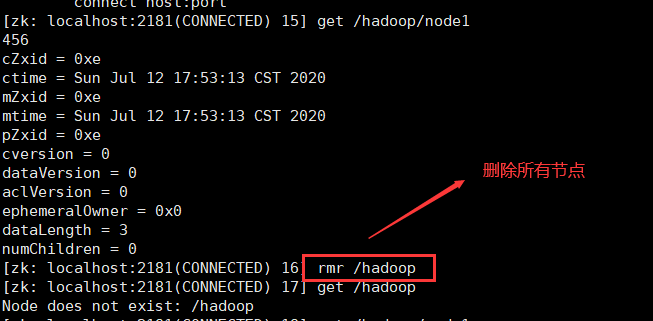 connect host:port
[zk: localhost:2181(CONNECTED) 15] get /hadoop/node1
456
cZxid = 0xe
ctime = Sun Jul 12 17:53:13 CST 2020
mZxid = 0xe
mtime = Sun Jul 12 17:53:13 CST 2020
pZxid = 0xe
cversion = 0
dataVersion = 0
aclVersion = 0
ephemeralOwner = 0x0
dataLength = 3
numChildren = 0
删除所有节点
[zk: localhost:2181(CONNECTED) 16] rmr /hadoop
[zk: localhost:2181(CONNECTED) 17] get /hadoop
Node does not exist: /hadoop